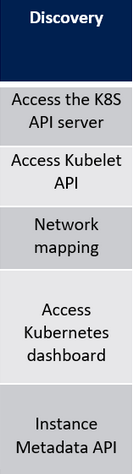 Discovery
Access the K8S
API server
Access Kubelet
API
Network
mapping
Access
Kubernetes
dashboard
Instance
Metadata API